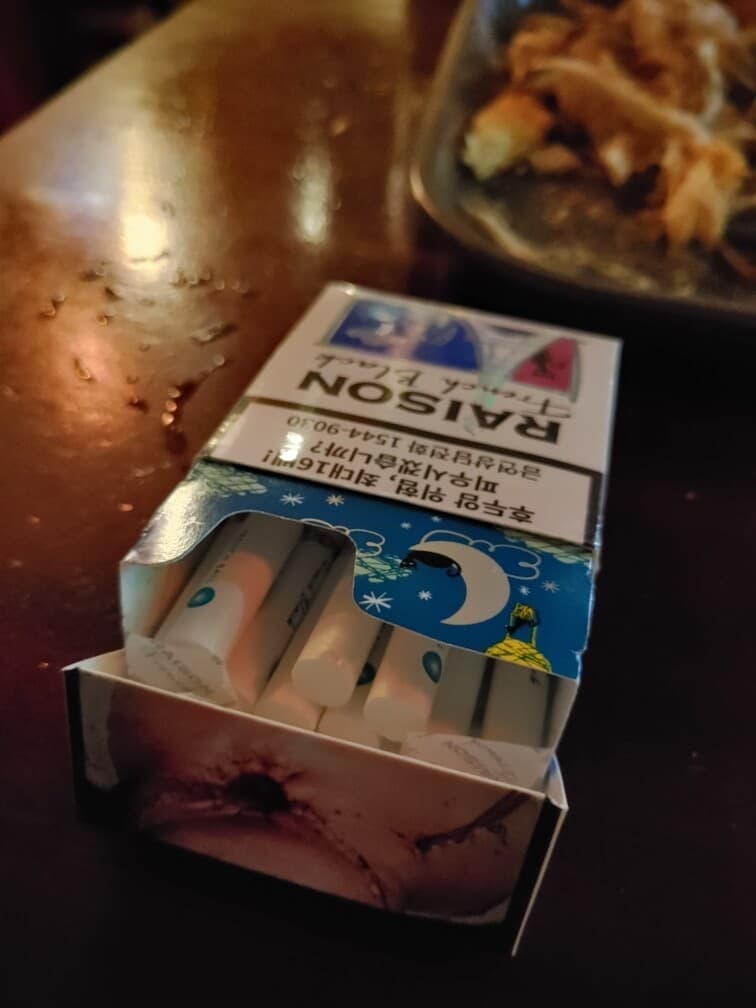 후두암 위험, 최대16배!
피우시겠습니까?
금연상담전화 1544-9030
RAISON
French Black